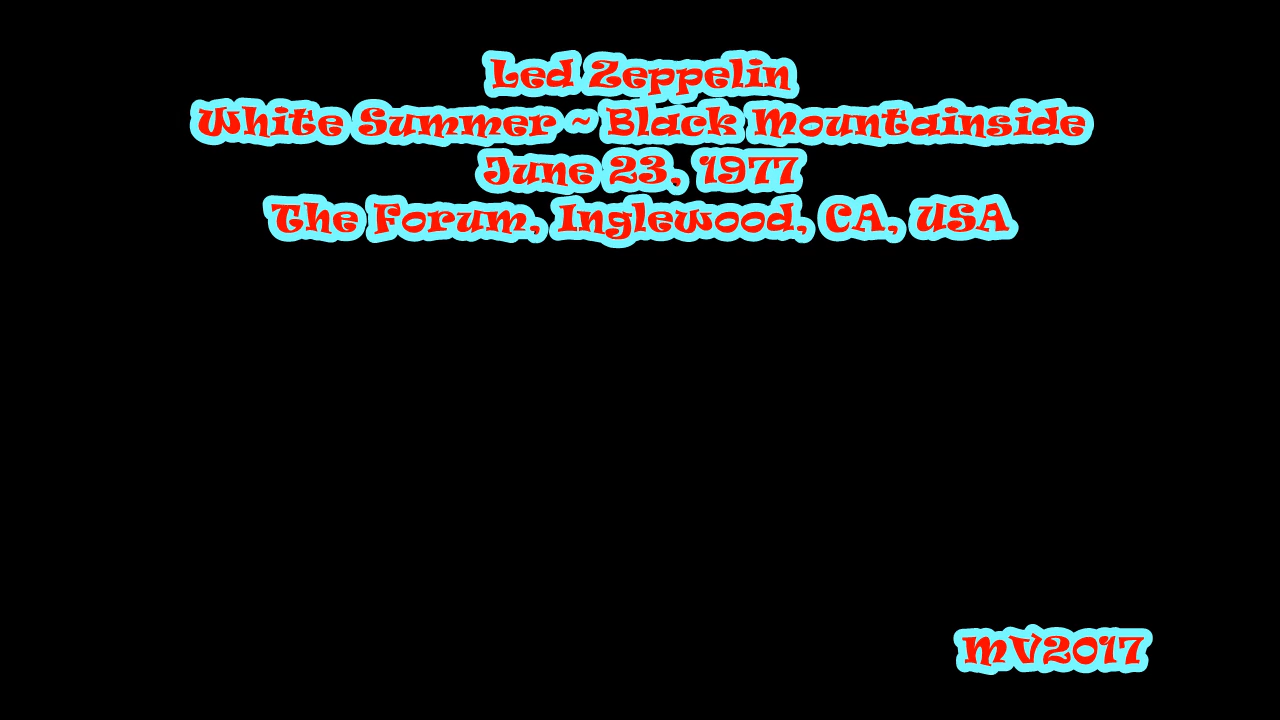 Led Zeppelin
White Summer ~ Black Mountainside
June 23, 1977
The Forum, Inglewood, CA, USA
MV2017